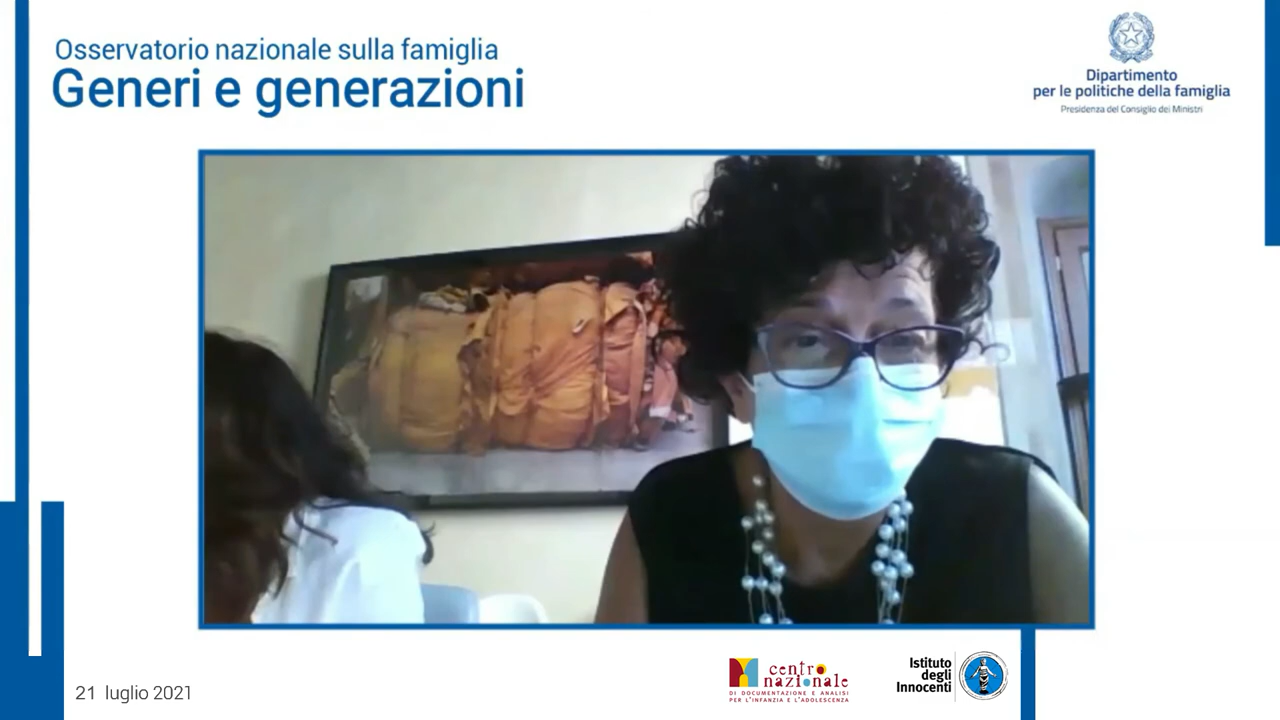 Osservatorio nazionale sulla famiglia
Generi e generazioni
Dipartimento
per le politiche della famiglia
Presidenza del Consiglio dei Ministri
21 luglio 2021
centro
nazionale
DI DOCUMENTAZIONE E ANALISI
PER L'INFANZIA E L'ADOLESCENZA
Istituto
degli
Innocenti